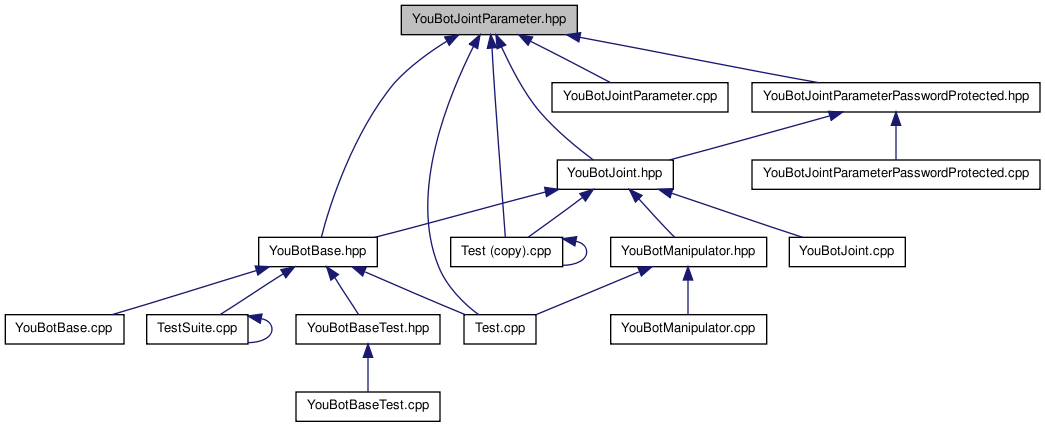 YouBotJointParameter.hpp
YouBotJointParameter.cpp
YouBotJointParameterPasswordProtected.hpp
YouBotJoint.hpp
YouBotJointParameterPasswordProtected.cpp
YouBotBase.hpp
Test (copy).cpp
YouBotManipulator.hpp
YouBotJoint.cpp
YouBotBase.cpp
TestSuite.cpp
YouBotBaseTest.hpp
Test.cpp
YouBotManipulator.cpp
YouBotBaseTest.cpp